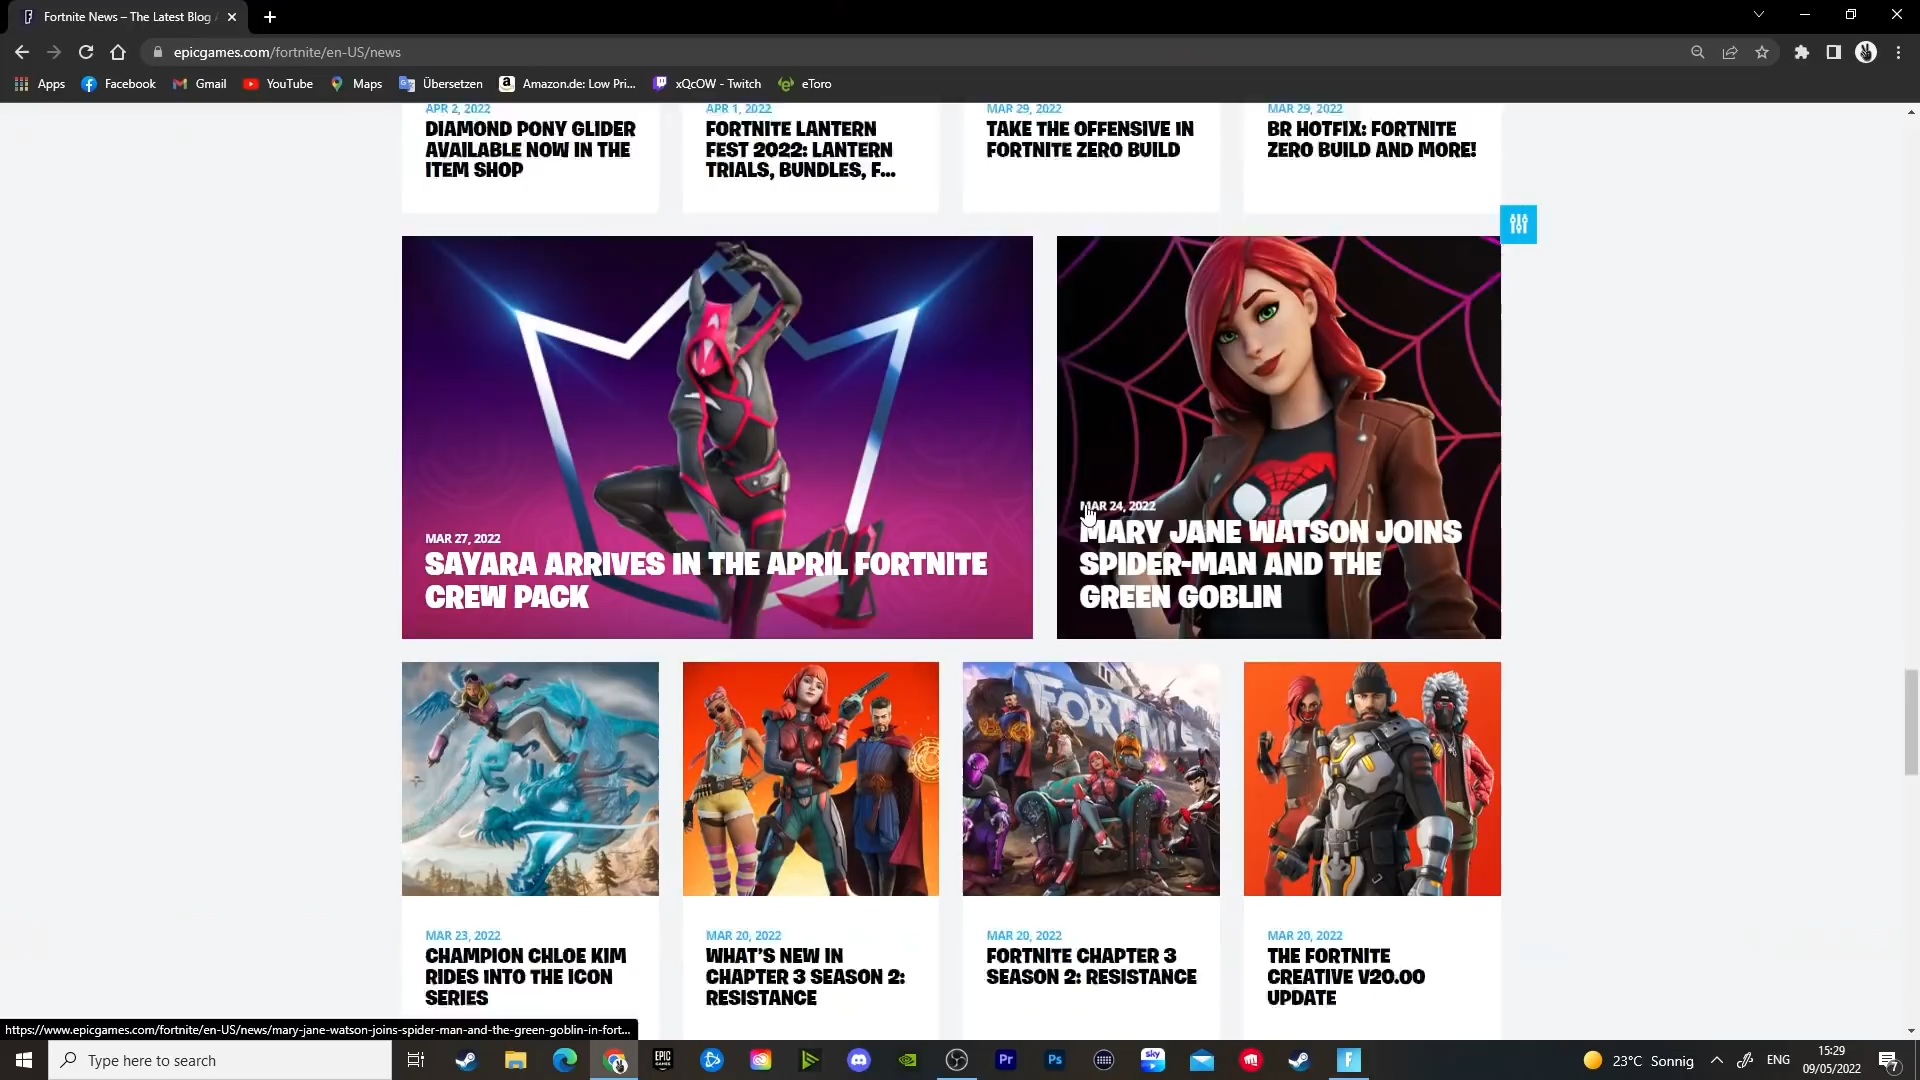 Fortnite News – The Latest Blog
epicgames.com/fortnite/en-US/news
Apps Facebook Gmail YouTube Maps Übersetzen Amazon.de: Low Pri... xQcOW - Twitch eToro
APR 2, 2022
DIAMOND PONY GLIDER
AVAILABLE NOW IN THE
ITEM SHOP
APR 1, 2022
FORTNITE LANTERN
FEST 2022: LANTERN
TRIALS, BUNDLES, F...
MAR 29, 2022
TAKE THE OFFENSIVE IN
FORTNITE ZERO BUILD
MAR 29, 2022
BR HOTFIX: FORTNITE
ZERO BUILD AND MORE!
MAR 27, 2022
SAYARA ARRIVES IN THE APRIL FORTNITE
CREW PACK
MAR 24, 2022
MARY JANE WATSON JOINS
SPIDER-MAN AND THE
GREEN GOBLIN
FORTNITE
MAR 23, 2022
CHAMPION CHLOE KIM
RIDES INTO THE ICON
SERIES
MAR 20, 2022
WHAT'S NEW IN
CHAPTER 3 SEASON 2:
RESISTANCE
MAR 20, 2022
FORTNITE CHAPTER 3
SEASON 2: RESISTANCE
MAR 20, 2022
THE FORTNITE
CREATIVE V20.00
UPDATE
https://www.epicgames.com/fortnite/en-US/news/mary-jane-watson-joins-spider-man-and-the-green-goblin-in-fort...
Type here to search
EPIC
GAMES
Pr
Ps
sky
23°C Sonnig
ENG
15:29
09/05/2022
7